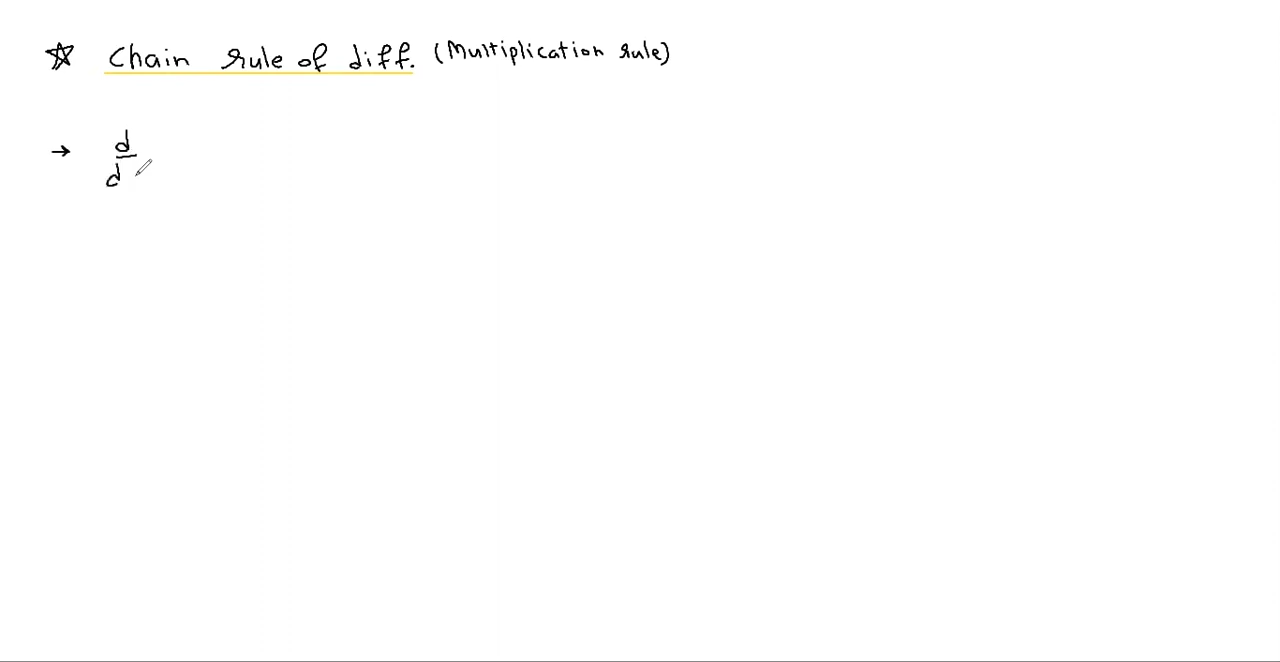 ☆ Chain rule of diff. (Multiplication rule)
→ d
d